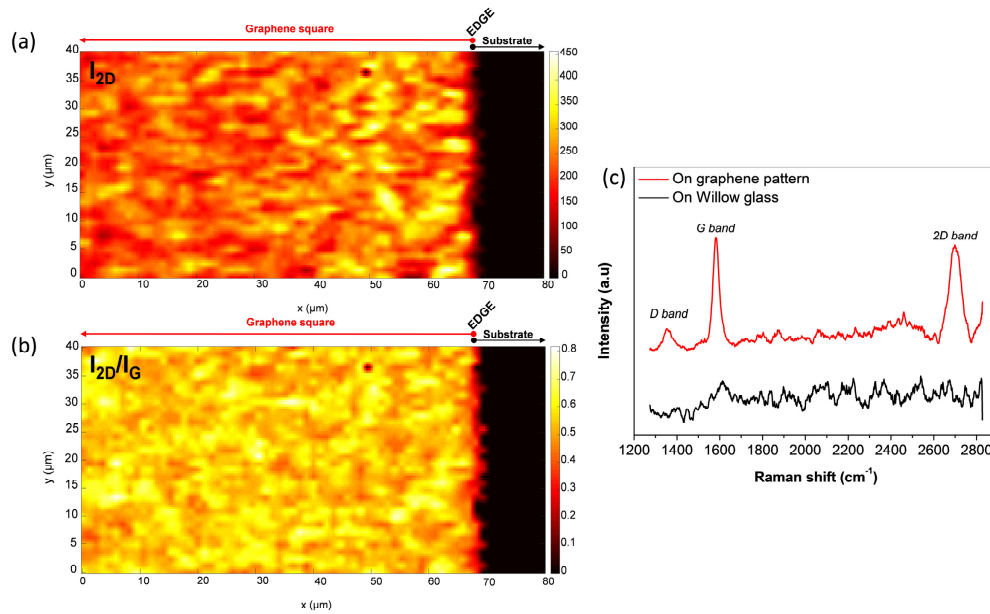 (a)
Graphene square
EDGE
Substrate
I2D
40
35
30
25
20
15
10
5
0
y (µm)
0 10 20 30 40 50 60 70 80
x (µm)
450
400
350
300
250
200
150
100
50
0
(b)
Graphene square
EDGE
Substrate
I2D/IG
40
35
30
25
20
15
10
5
0
y (µm)
0 10 20 30 40 50 60 70 80
x (µm)
0.8
0.7
0.6
0.5
0.4
0.3
0.2
0.1
0
(c)
On graphene pattern
On Willow glass
D band
G band
2D band
Intensity (a.u)
1200 1400 1600 1800 2000 2200 2400 2600 2800
Raman shift (cm-1)